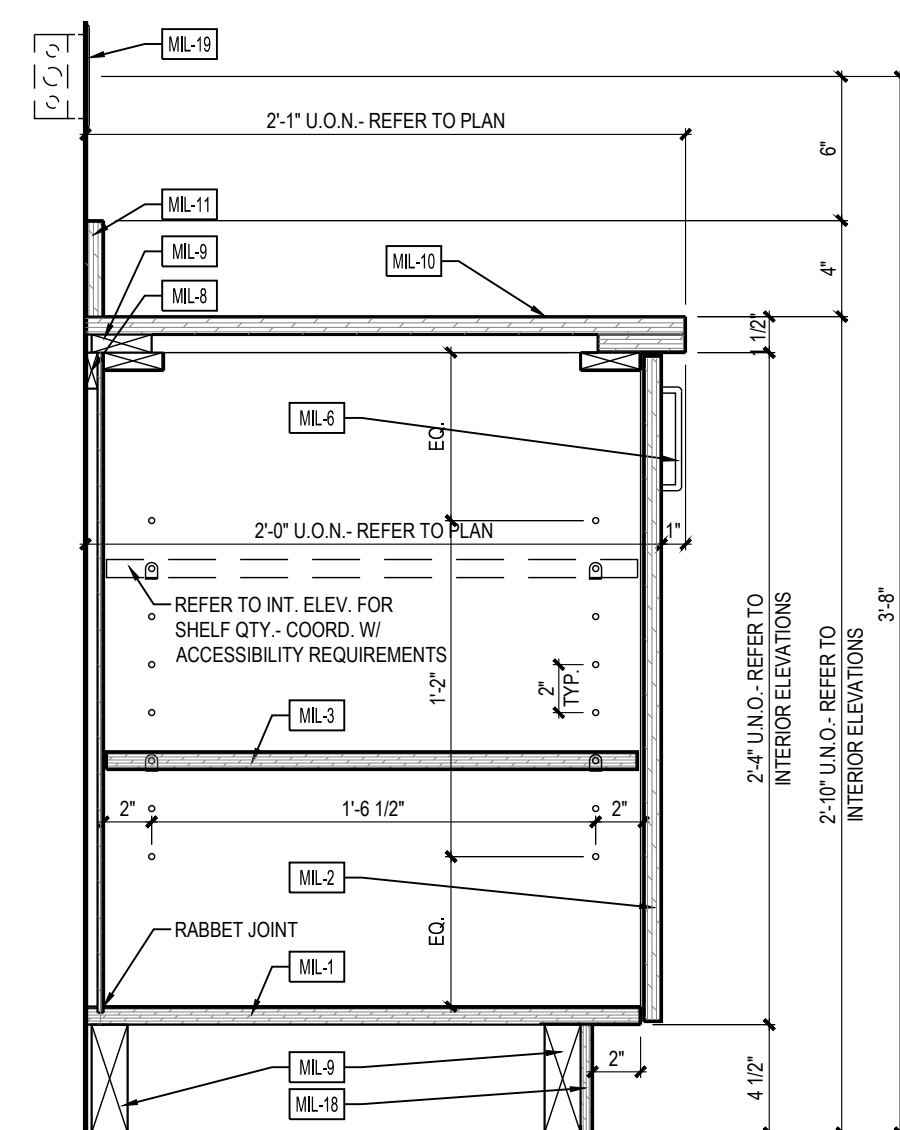 MIL-19
2'-1" U.O.N.- REFER TO PLAN
6"
MIL-11
MIL-9
MIL-10
MIL-8
4"
1 1/2"
MIL-6
EQ.
2'-0" U.O.N.- REFER TO PLAN
1"
REFER TO INT. ELEV. FOR
SHELF QTY.- COORD. W/
ACCESSIBILITY REQUIREMENTS
1'-2"
2"
TYP.
MIL-3
2'-4" U.N.O.- REFER TO
INTERIOR ELEVATIONS
2'-10" U.N.O.- REFER TO
INTERIOR ELEVATIONS
3'-8"
2"
1'-6 1/2"
2"
MIL-2
RABBET JOINT
EQ.
MIL-1
MIL-9
2"
MIL-18
4 1/2"